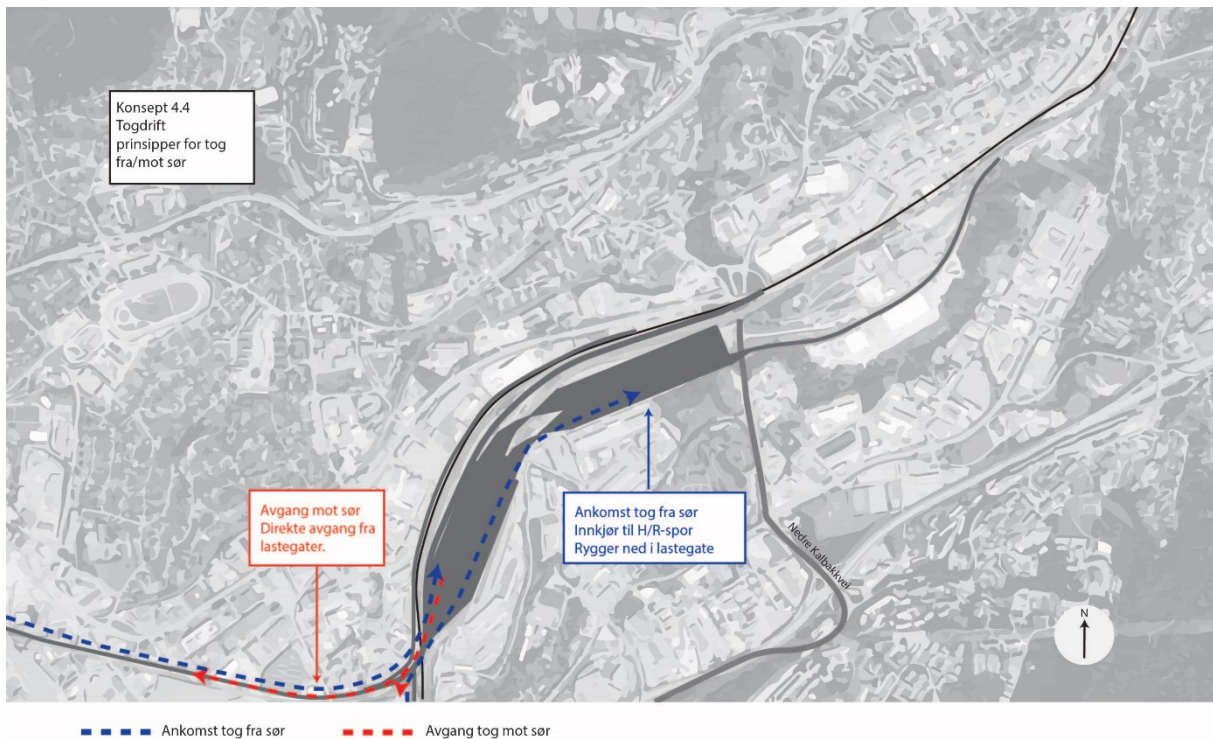 Konsept 4.4
Togdrift
prinsipper for tog
fra/mot sør
Avgang mot sør
Direkte avgang fra
lastegater.
Ankomst tog fra sør
Innkjør til H/R-spor
Rygger ned i lastegate
Nedre Kalbakkvei
N
Ankomst tog fra sør
Avgang tog mot sør